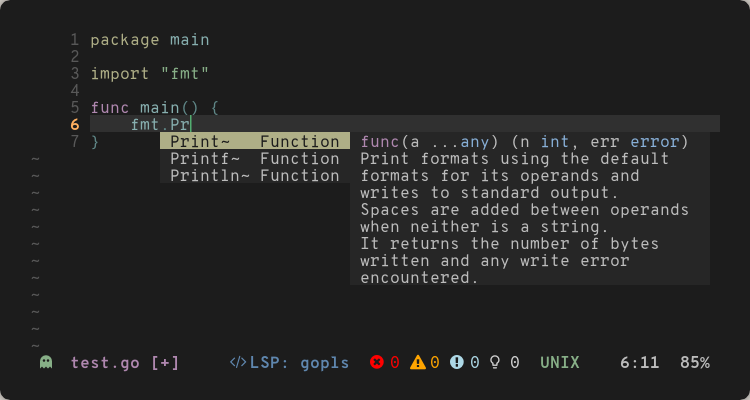 1 package main
2
3 import "fmt"
4
5 func main() {
6     fmt.Pr
7 }
Print~ Function
Printf~ Function
Println~ Function
func(a ...any) (n int, err error)
Print formats using the default
formats for its operands and
writes to standard output.
Spaces are added between operands
when neither is a string.
It returns the number of bytes
written and any write error
encountered.
~
~
~
~
~
~
~
~
~
~
~
~
test.go [+] </>LSP: gopls 0 0 0 0 UNIX 6:11 85%